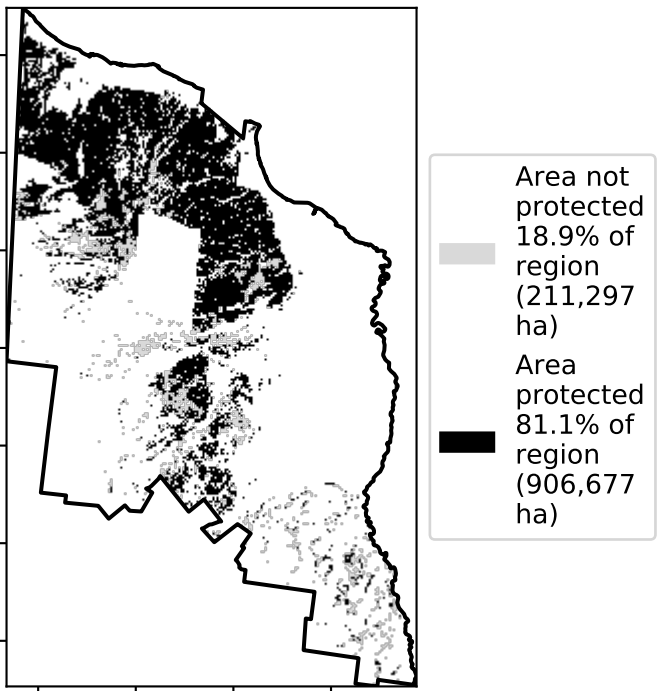 Area not
protected
18.9% of
region
(211,297
ha)
Area
protected
81.1% of
region
(906,677
ha)